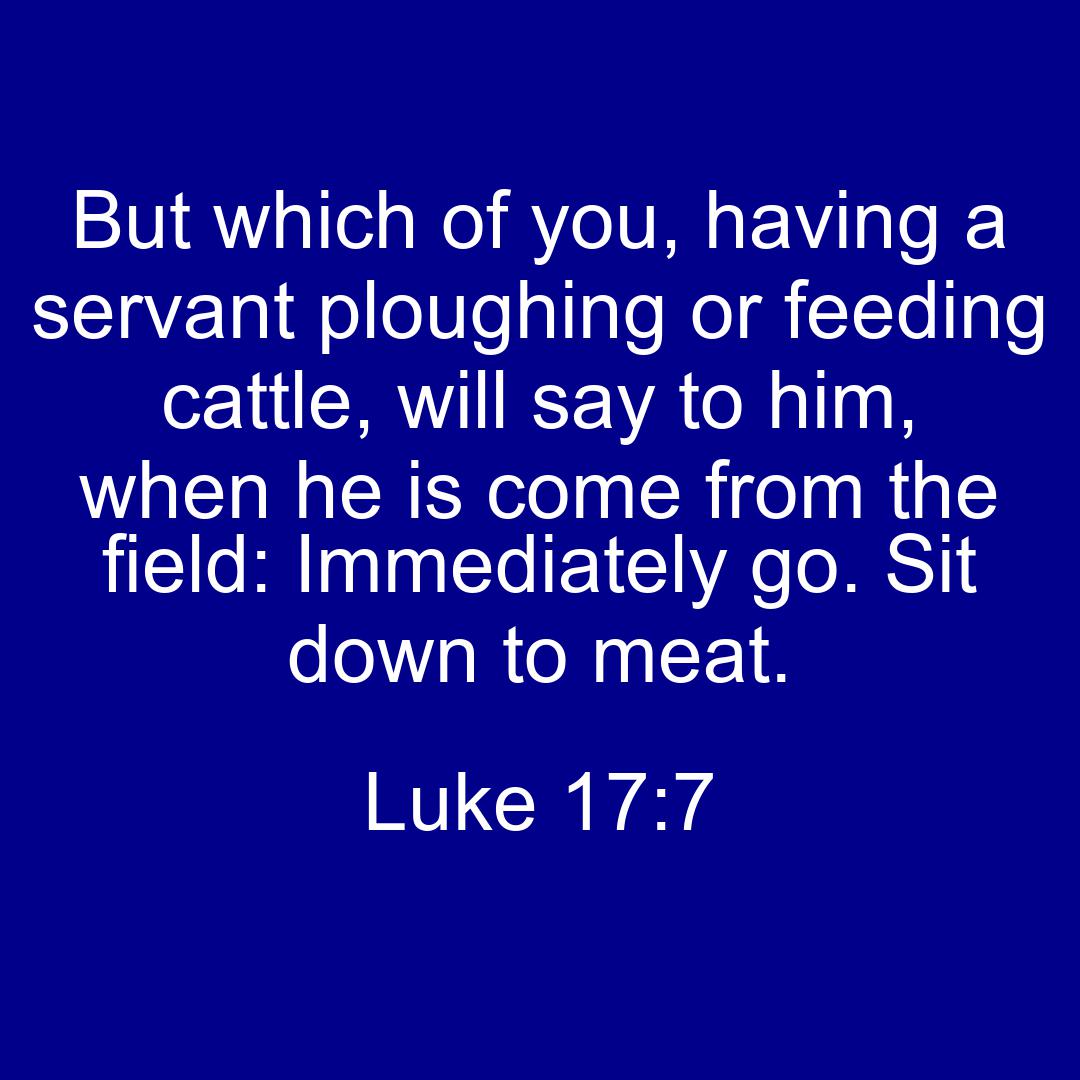 But which of you, having a
servant ploughing or feeding
cattle, will say to him,
when he is come from the
field: Immediately go. Sit
down to meat.
Luke 17:7